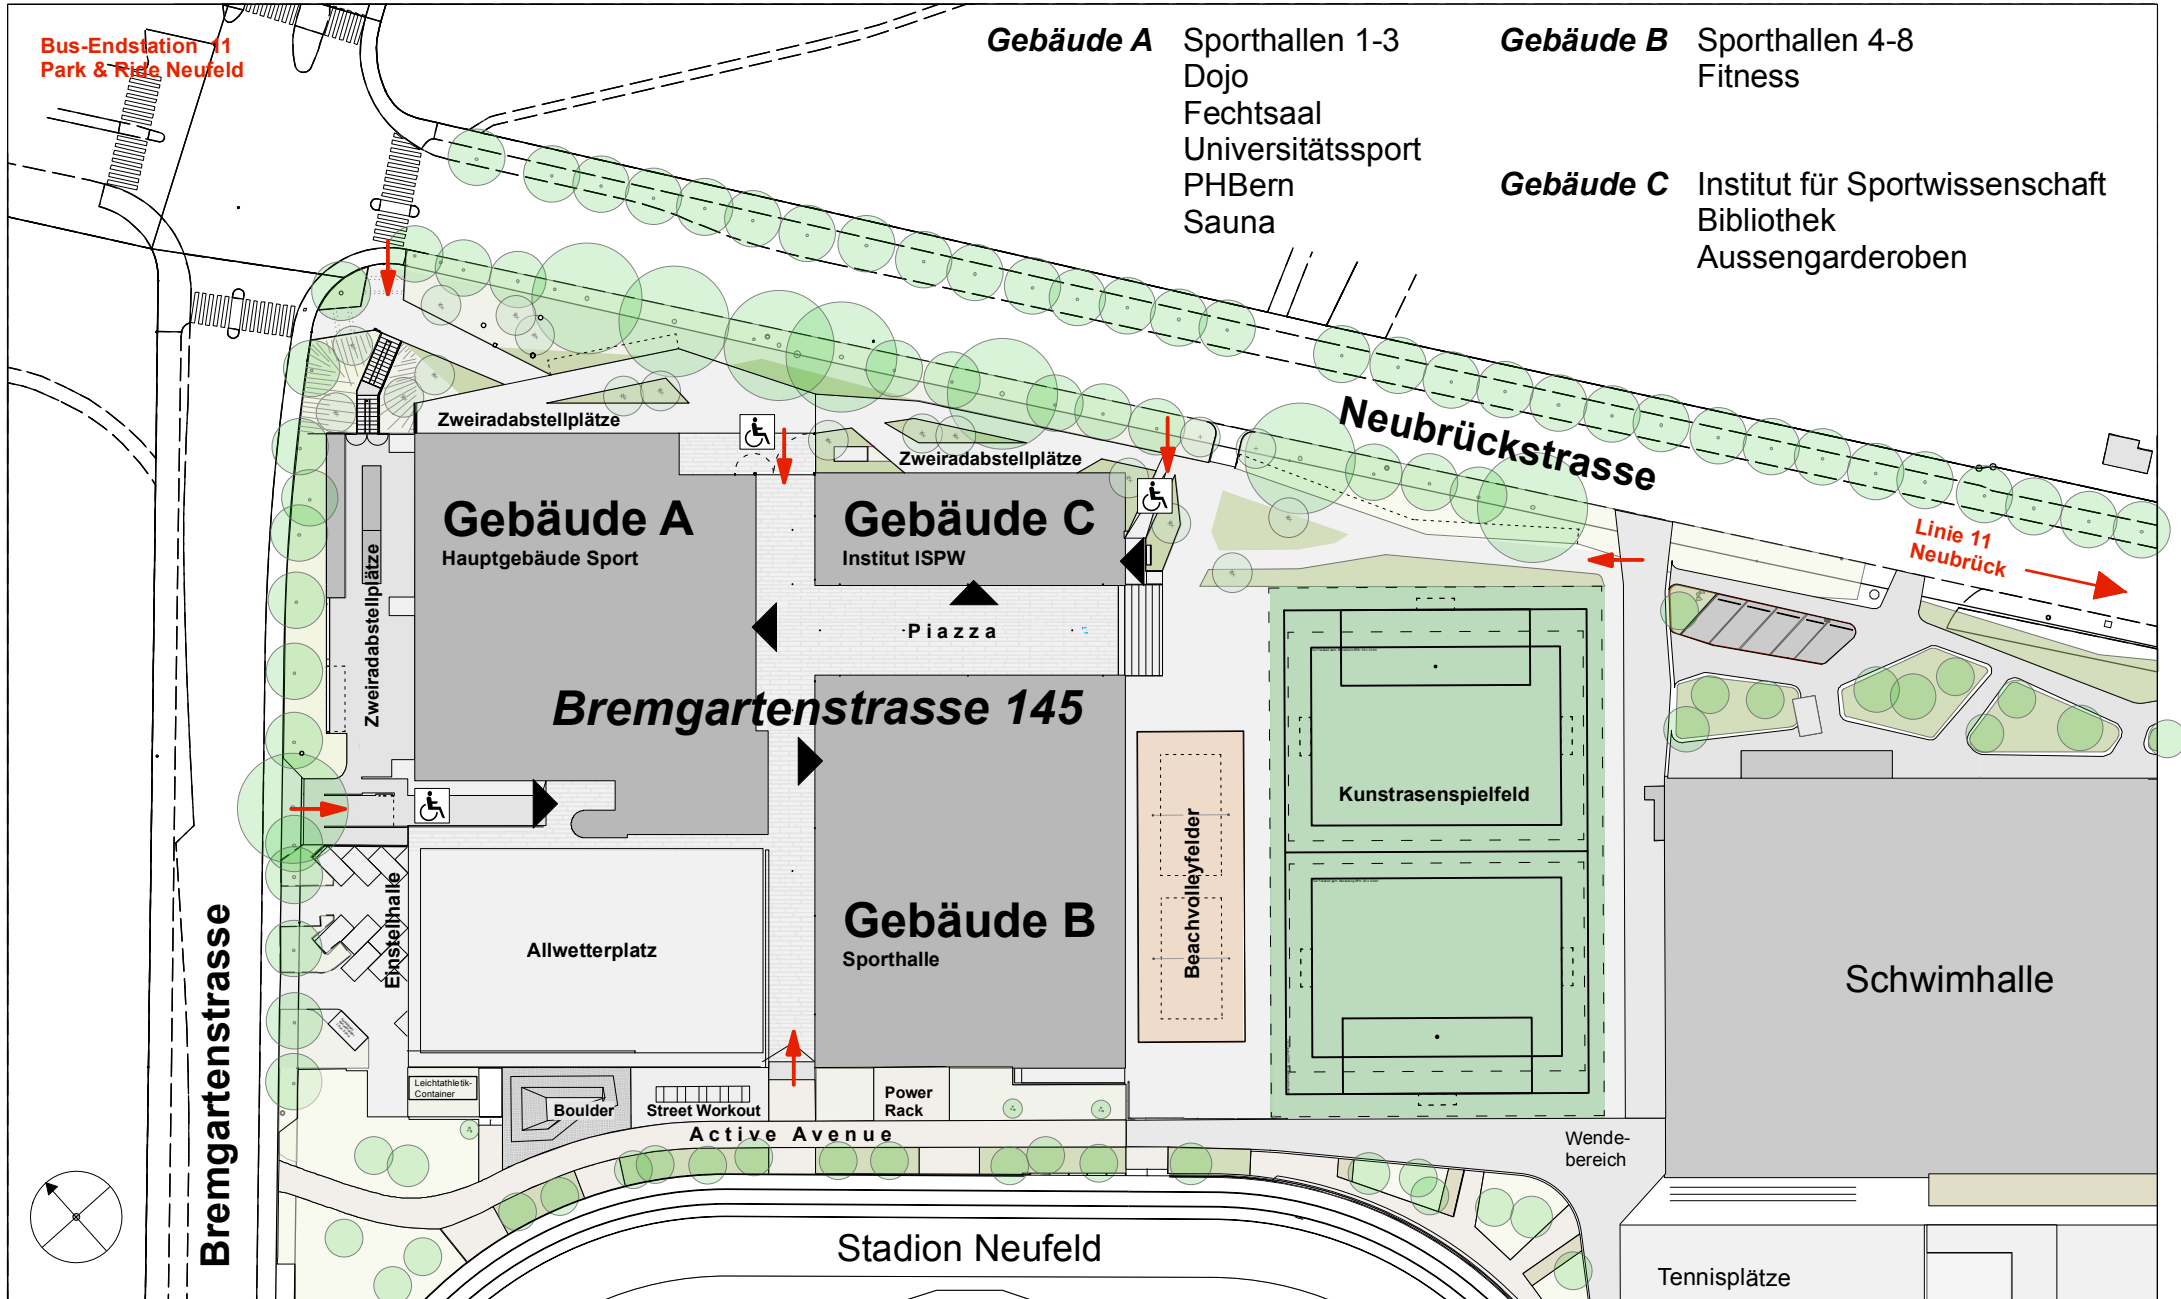 Bus-Endstation 11
Park & Ride Neufeld
Gebäude A
Sporthallen 1-3
Dojo
Fechtsaal
Universitätssport
PHBern
Sauna
Gebäude B
Sporthallen 4-8
Fitness
Gebäude C
Institut für Sportwissenschaft
Bibliothek
Aussengarderoben
Neubrückstrasse
Linie 11
Neubrück
Zweiradabstellplätze
Zweiradabstellplätze
Gebäude A
Hauptgebäude Sport
Gebäude C
Institut ISPW
Zweiradabstellplätze
Piazza
Bremgartenstrasse 145
Kunstrasenspielfeld
Beachvolleyfelder
Einstellhalle
Allwetterplatz
Gebäude B
Sporthalle
Schwimhalle
Bremgartenstrasse
Leichtathletik-
Container
Boulder
Street Workout
Power
Rack
Active Avenue
Wende-
bereich
Stadion Neufeld
Tennisplätze